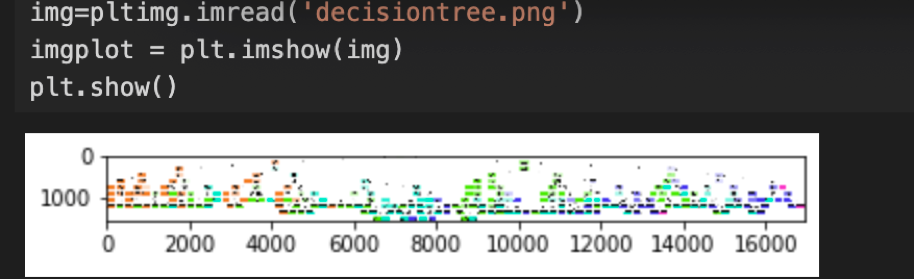 img=pltimg.imread('decisiontree.png')
imgplot = plt.imshow(img)
plt.show()
0
1000
0 2000 4000 6000 8000 10000 12000 14000 16000